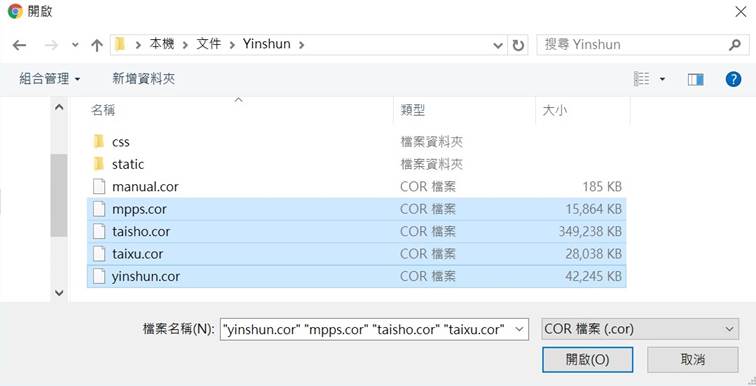 開啟
本機 文件 Yinshun 搜尋 Yinshun
組合管理 新增資料夾 ?
名稱 類型 大小
css 檔案資料夾
static 檔案資料夾
manual.cor COR 檔案 185 KB
mpps.cor COR 檔案 15,864 KB
taisho.cor COR 檔案 349,238 KB
taixu.cor COR 檔案 28,038 KB
yinshun.cor COR 檔案 42,245 KB
檔案名稱(N): "yinshun.cor" "mpps.cor" "taisho.cor" "taixu.cor" COR 檔案 (.cor)
開啟(O) 取消